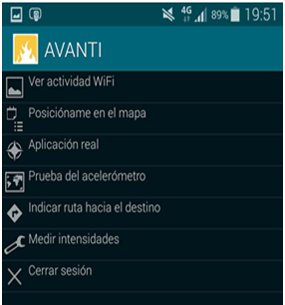 4G 89% 19:51
AVANTI
Ver actividad WiFi
Posicióname en el mapa
Aplicación real
Prueba del acelerómetro
Indicar ruta hacia el destino
Medir intensidades
Cerrar sesión